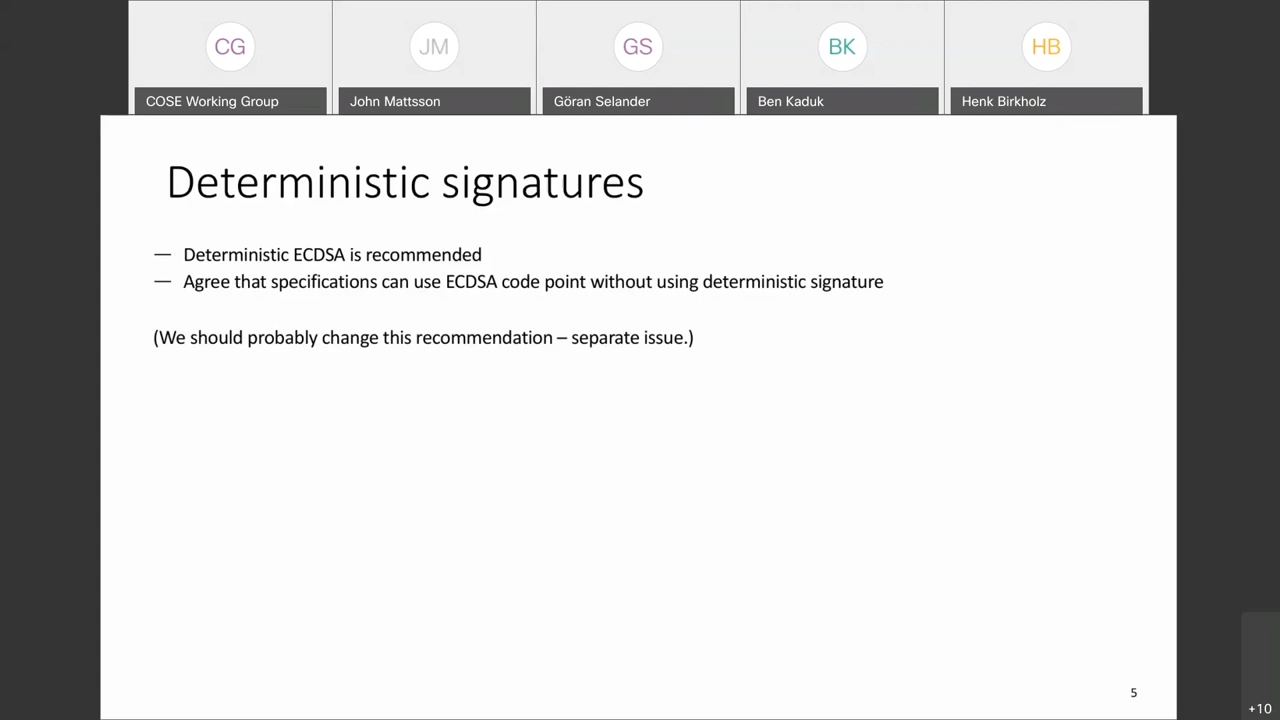 CG
JM
GS
BK
HB
COSE Working Group
John Mattsson
Göran Selander
Ben Kaduk
Henk Birkholz
Deterministic signatures
— Deterministic ECDSA is recommended
— Agree that specifications can use ECDSA code point without using deterministic signature
(We should probably change this recommendation – separate issue.)
5
+10